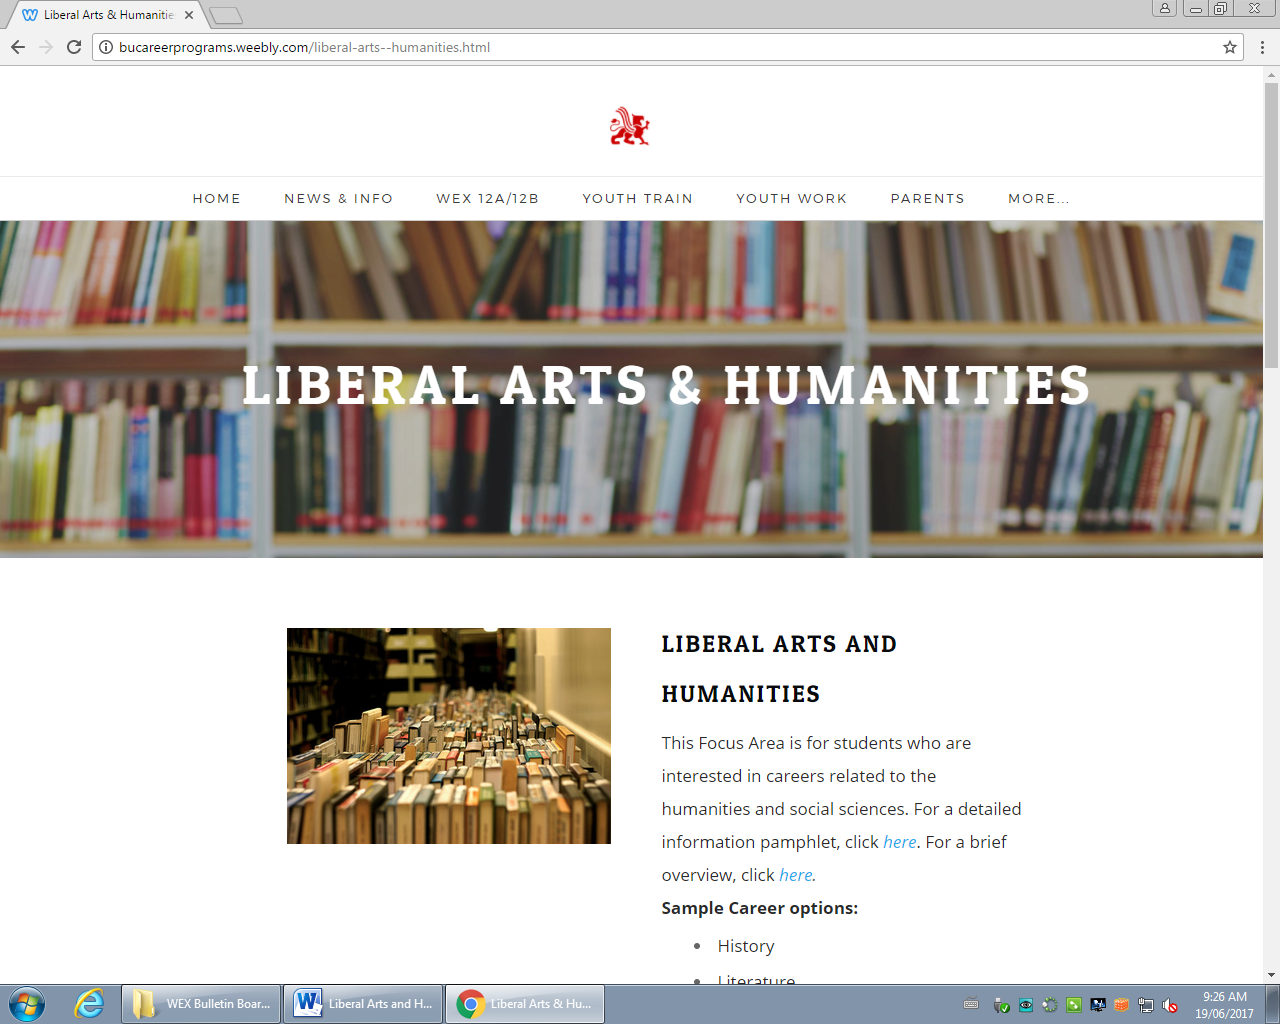 Liberal Arts & Humanitie
bucareerprograms.weebly.com/liberal-arts--humanities.html
HOME NEWS & INFO WEX 12A/12B YOUTH TRAIN YOUTH WORK PARENTS MORE...
LIBERAL ARTS & HUMANITIES
LIBERAL ARTS AND
HUMANITIES
This Focus Area is for students who are
interested in careers related to the
humanities and social sciences. For a detailed
information pamphlet, click here. For a brief
overview, click here.
Sample Career options:
• History
• Literature
WEX Bulletin Boar... Liberal Arts and H... Liberal Arts & Hu...
9:26 AM
19/06/2017